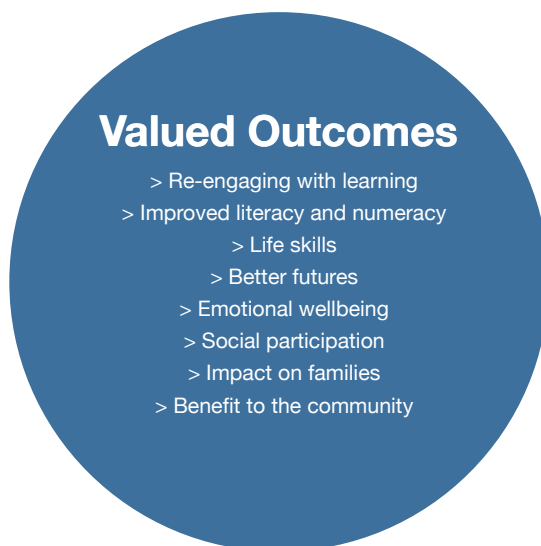 Valued Outcomes
> Re-engaging with learning
> Improved literacy and numeracy
> Life skills
> Better futures
> Emotional wellbeing
> Social participation
> Impact on families
> Benefit to the community